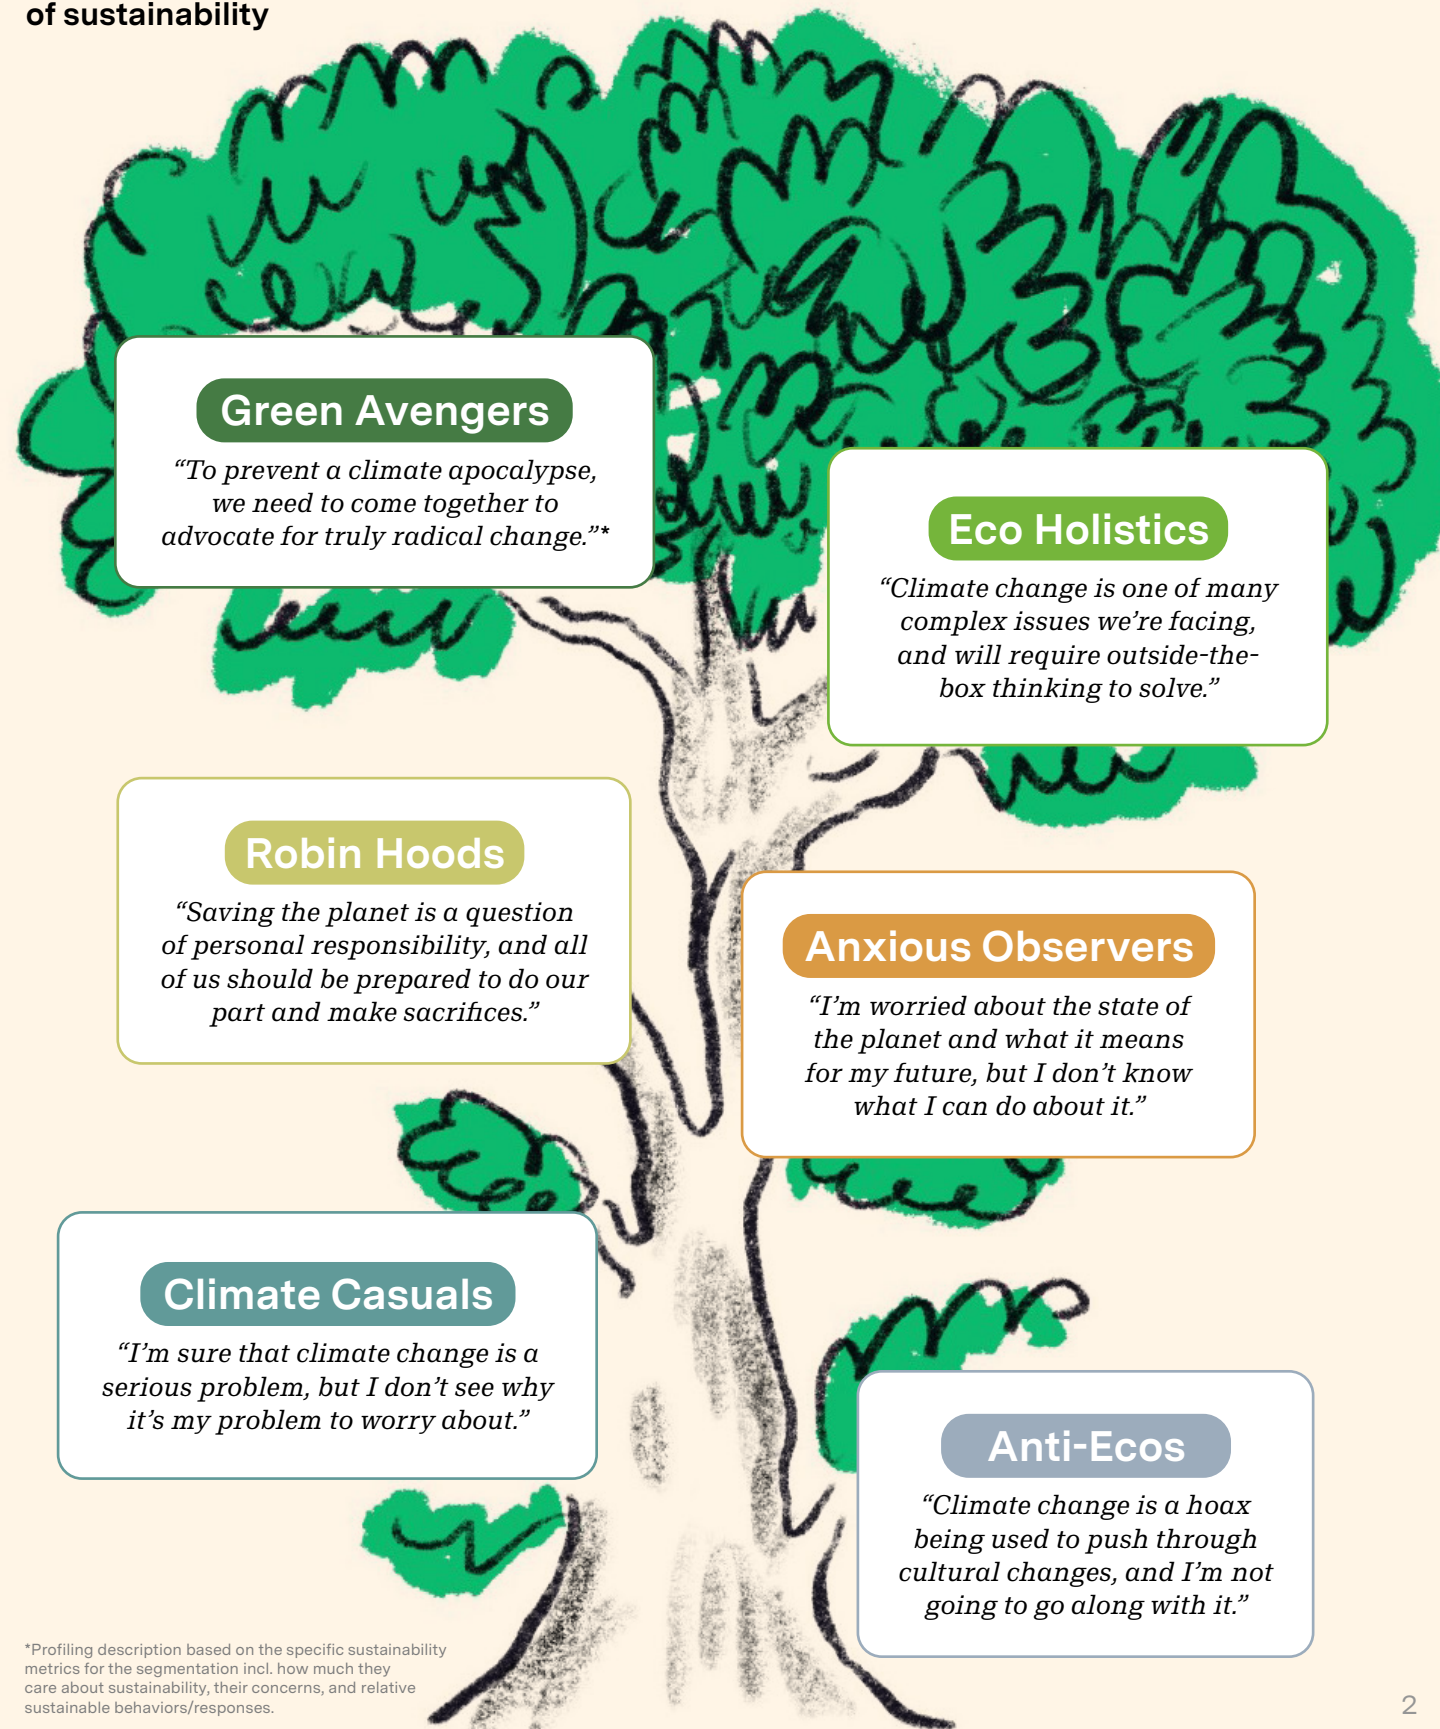 of sustainability
Green Avengers
“To prevent a climate apocalypse,
we need to come together to
advocate for truly radical change.”*
Eco Holistics
“Climate change is one of many
complex issues we’re facing,
and will require outside-the-
box thinking to solve.”
Robin Hoods
“Saving the planet is a question
of personal responsibility, and all
of us should be prepared to do our
part and make sacrifices.”
Anxious Observers
“I’m worried about the state of
the planet and what it means
for my future, but I don’t know
what I can do about it.”
Climate Casuals
“I’m sure that climate change is a
serious problem, but I don’t see why
it’s my problem to worry about.”
Anti-Ecos
“Climate change is a hoax
being used to push through
cultural changes, and I’m not
going to go along with it.”
*Profiling description based on the specific sustainability
metrics for the segmentation incl. how much they
care about sustainability, their concerns, and relative
sustainable behaviors/responses.
2